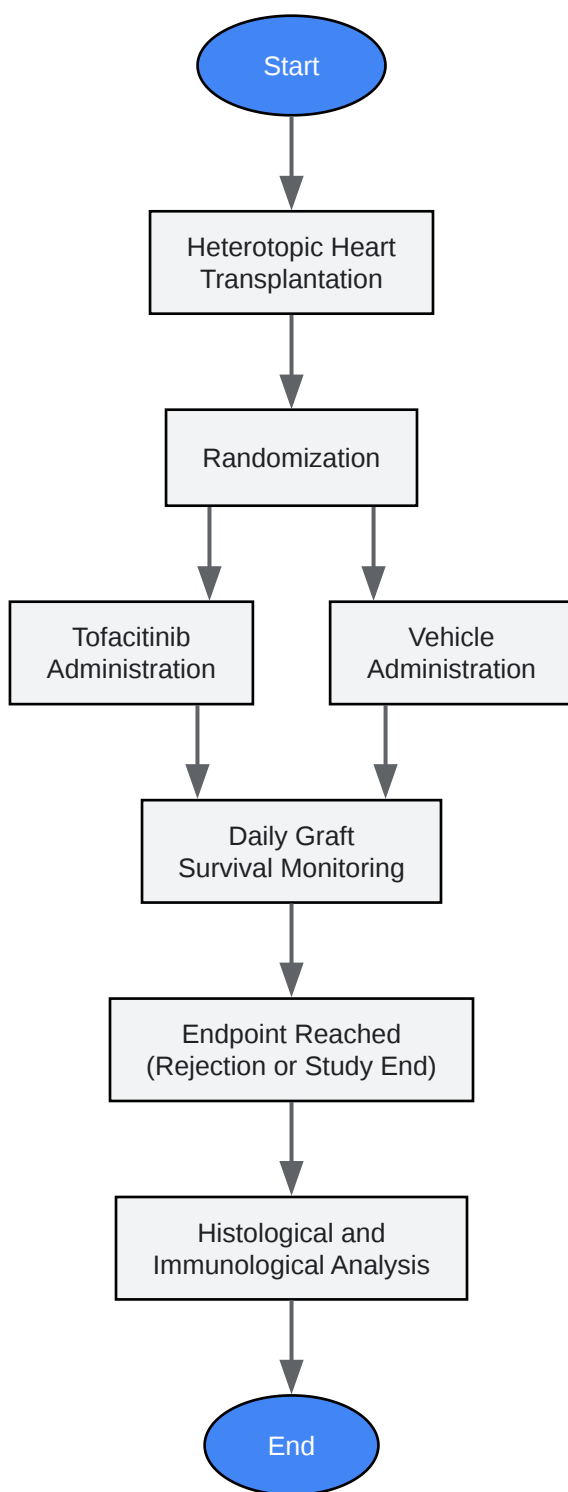 Start
Heterotopic Heart
Transplantation
Randomization
Tofacitinib
Administration
Vehicle
Administration
Daily Graft
Survival Monitoring
Endpoint Reached
(Rejection or Study End)
Histological and
Immunological Analysis
End